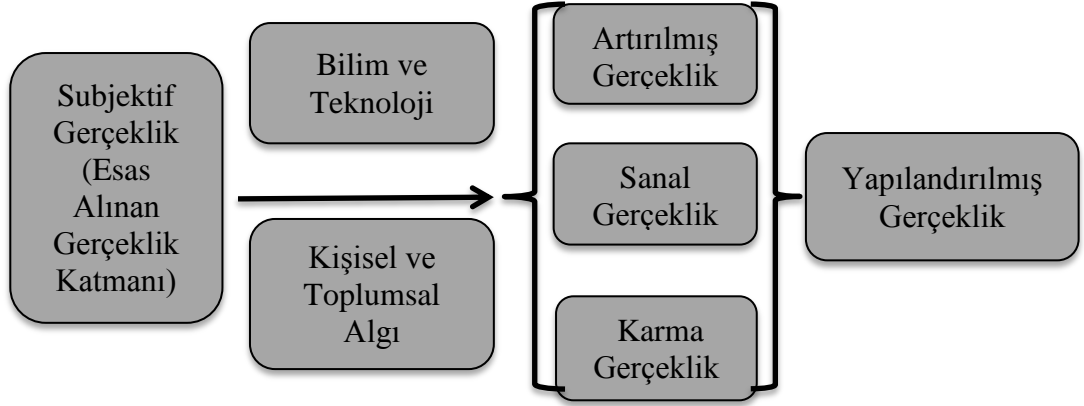 Subjektif
Gerçeklik
(Esas
Alınan
Gerçeklik
Katmanı)
Bilim ve
Teknoloji
Kişisel ve
Toplumsal
Algı
Artırılmış
Gerçeklik
Sanal
Gerçeklik
Karma
Gerçeklik
Yapılandırılmış
Gerçeklik